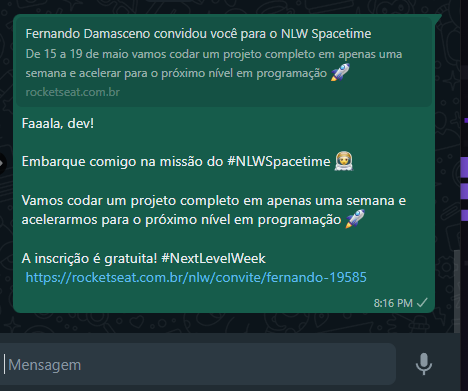 Fernando Damasceno convidou você para o NLW Spacetime
De 15 a 19 de maio vamos codar um projeto completo em apenas uma
semana e acelerar para o próximo nível em programação 🚀
rocketseat.com.br
Faaala, dev!
Embarque comigo na missão do #NLWSpacetime 👩‍🚀
Vamos codar um projeto completo em apenas uma semana e
acelerarmos para o próximo nível em programação 🚀
A inscrição é gratuita! #NextLevelWeek
https://rocketseat.com.br/nlw/convite/fernando-19585
8:16 PM
Mensagem